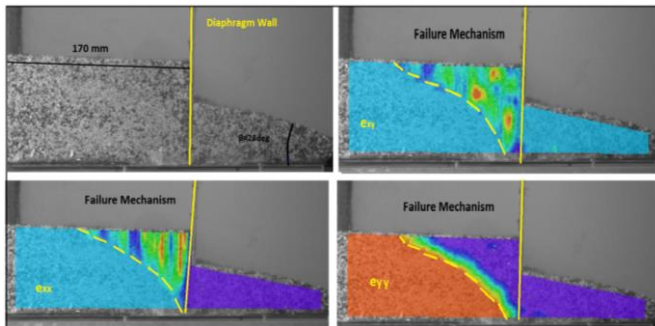 Diaphragm Wall
170 mm
Failure Mechanism
Failure Mechanism
exx
Failure Mechanism
eyy